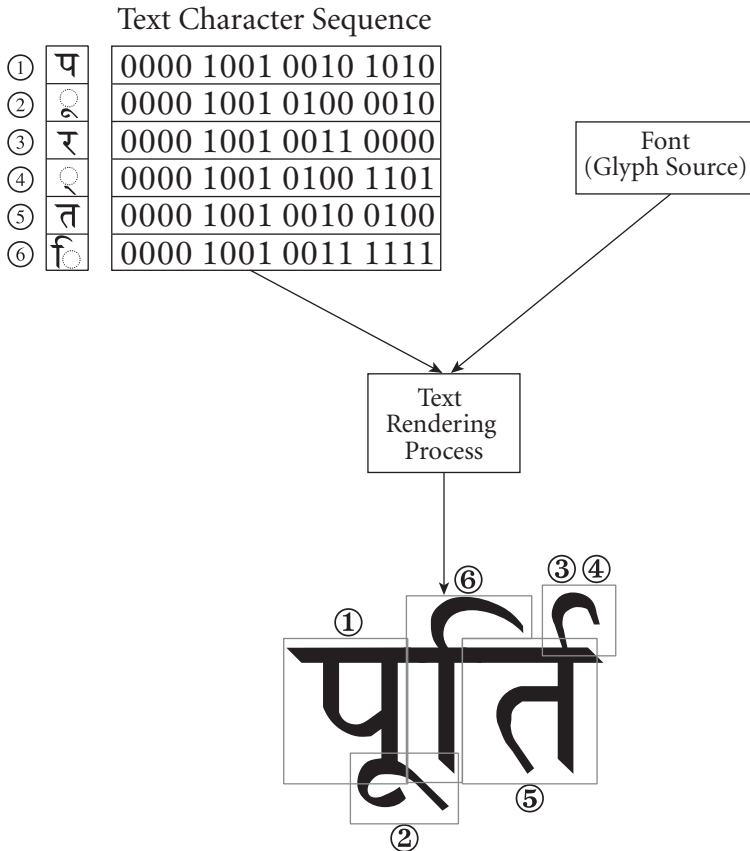 Text Character Sequence
① प 0000 1001 0010 1010
② ू 0000 1001 0100 0010
③ र 0000 1001 0011 0000
④ ् 0000 1001 0100 1101
⑤ त 0000 1001 0010 0100
⑥ ि 0000 1001 0011 1111
Font
(Glyph Source)
Text
Rendering
Process
③ ④
⑥
①
पूर्ति
⑤
②